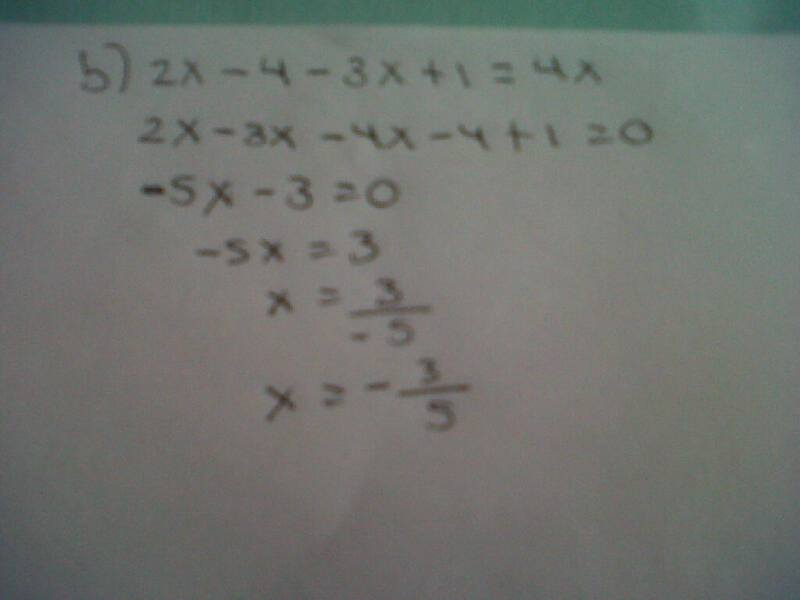 b) 2x - 4 - 3x + 1 = 4x
2x - 3x - 4x - 4 + 1 = 0
-5x - 3 = 0
-5x = 3
x = 3/-5
x = -3/5